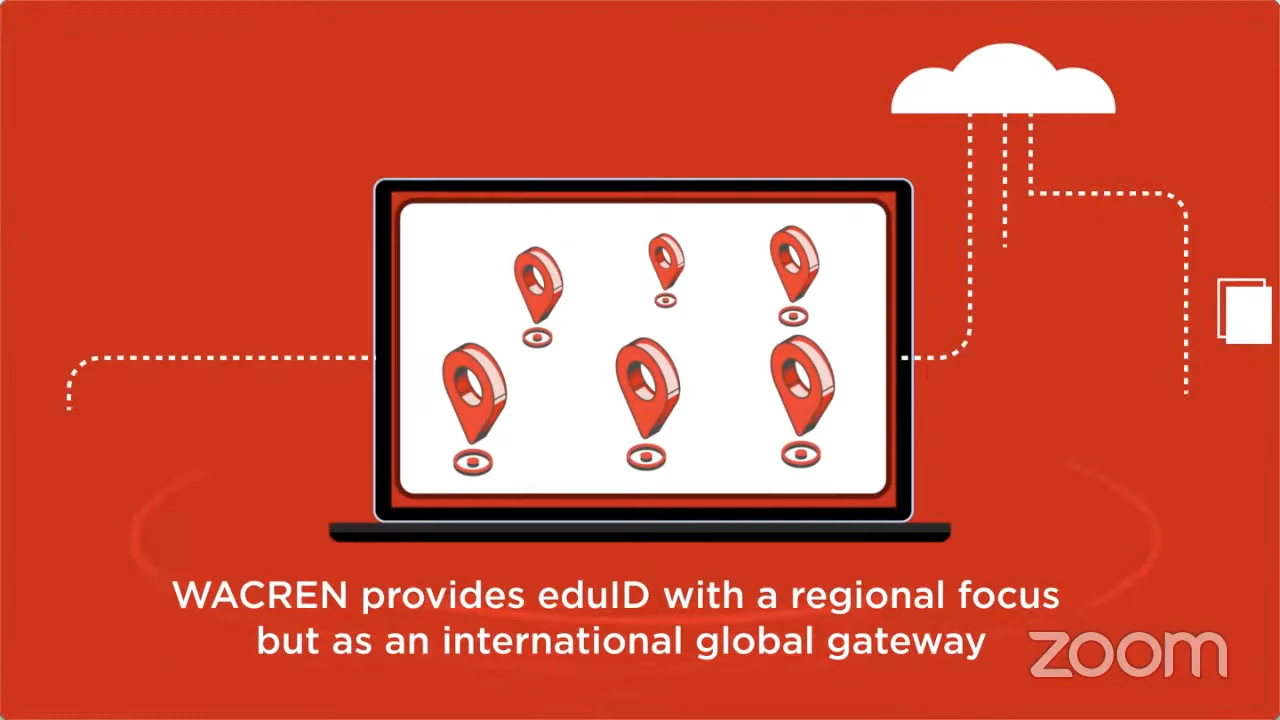 WACREN provides eduID with a regional focus
but as an international global gateway
zoom